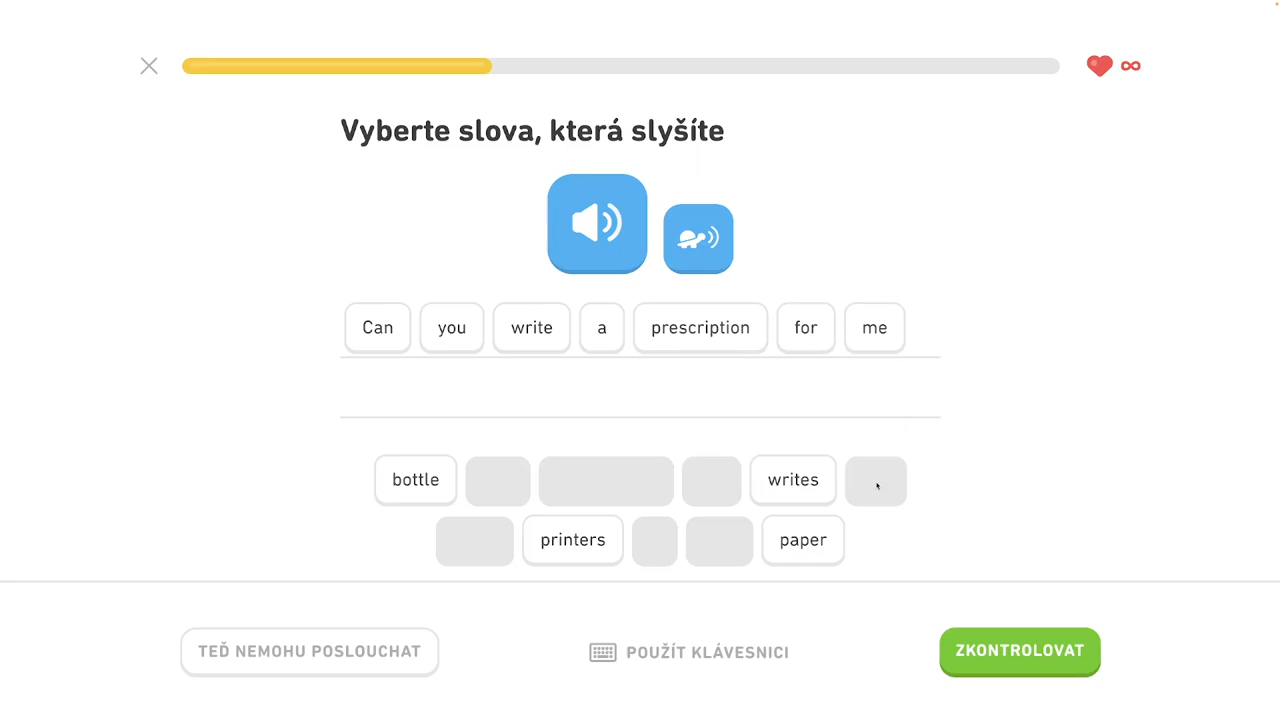 Vyberte slova, která slyšíte
Can you write a prescription for me
bottle writes
printers paper
TEĎ NEMOHU POSLOUCHAT POUŽÍT KLÁVESNICI ZKONTROLOVAT